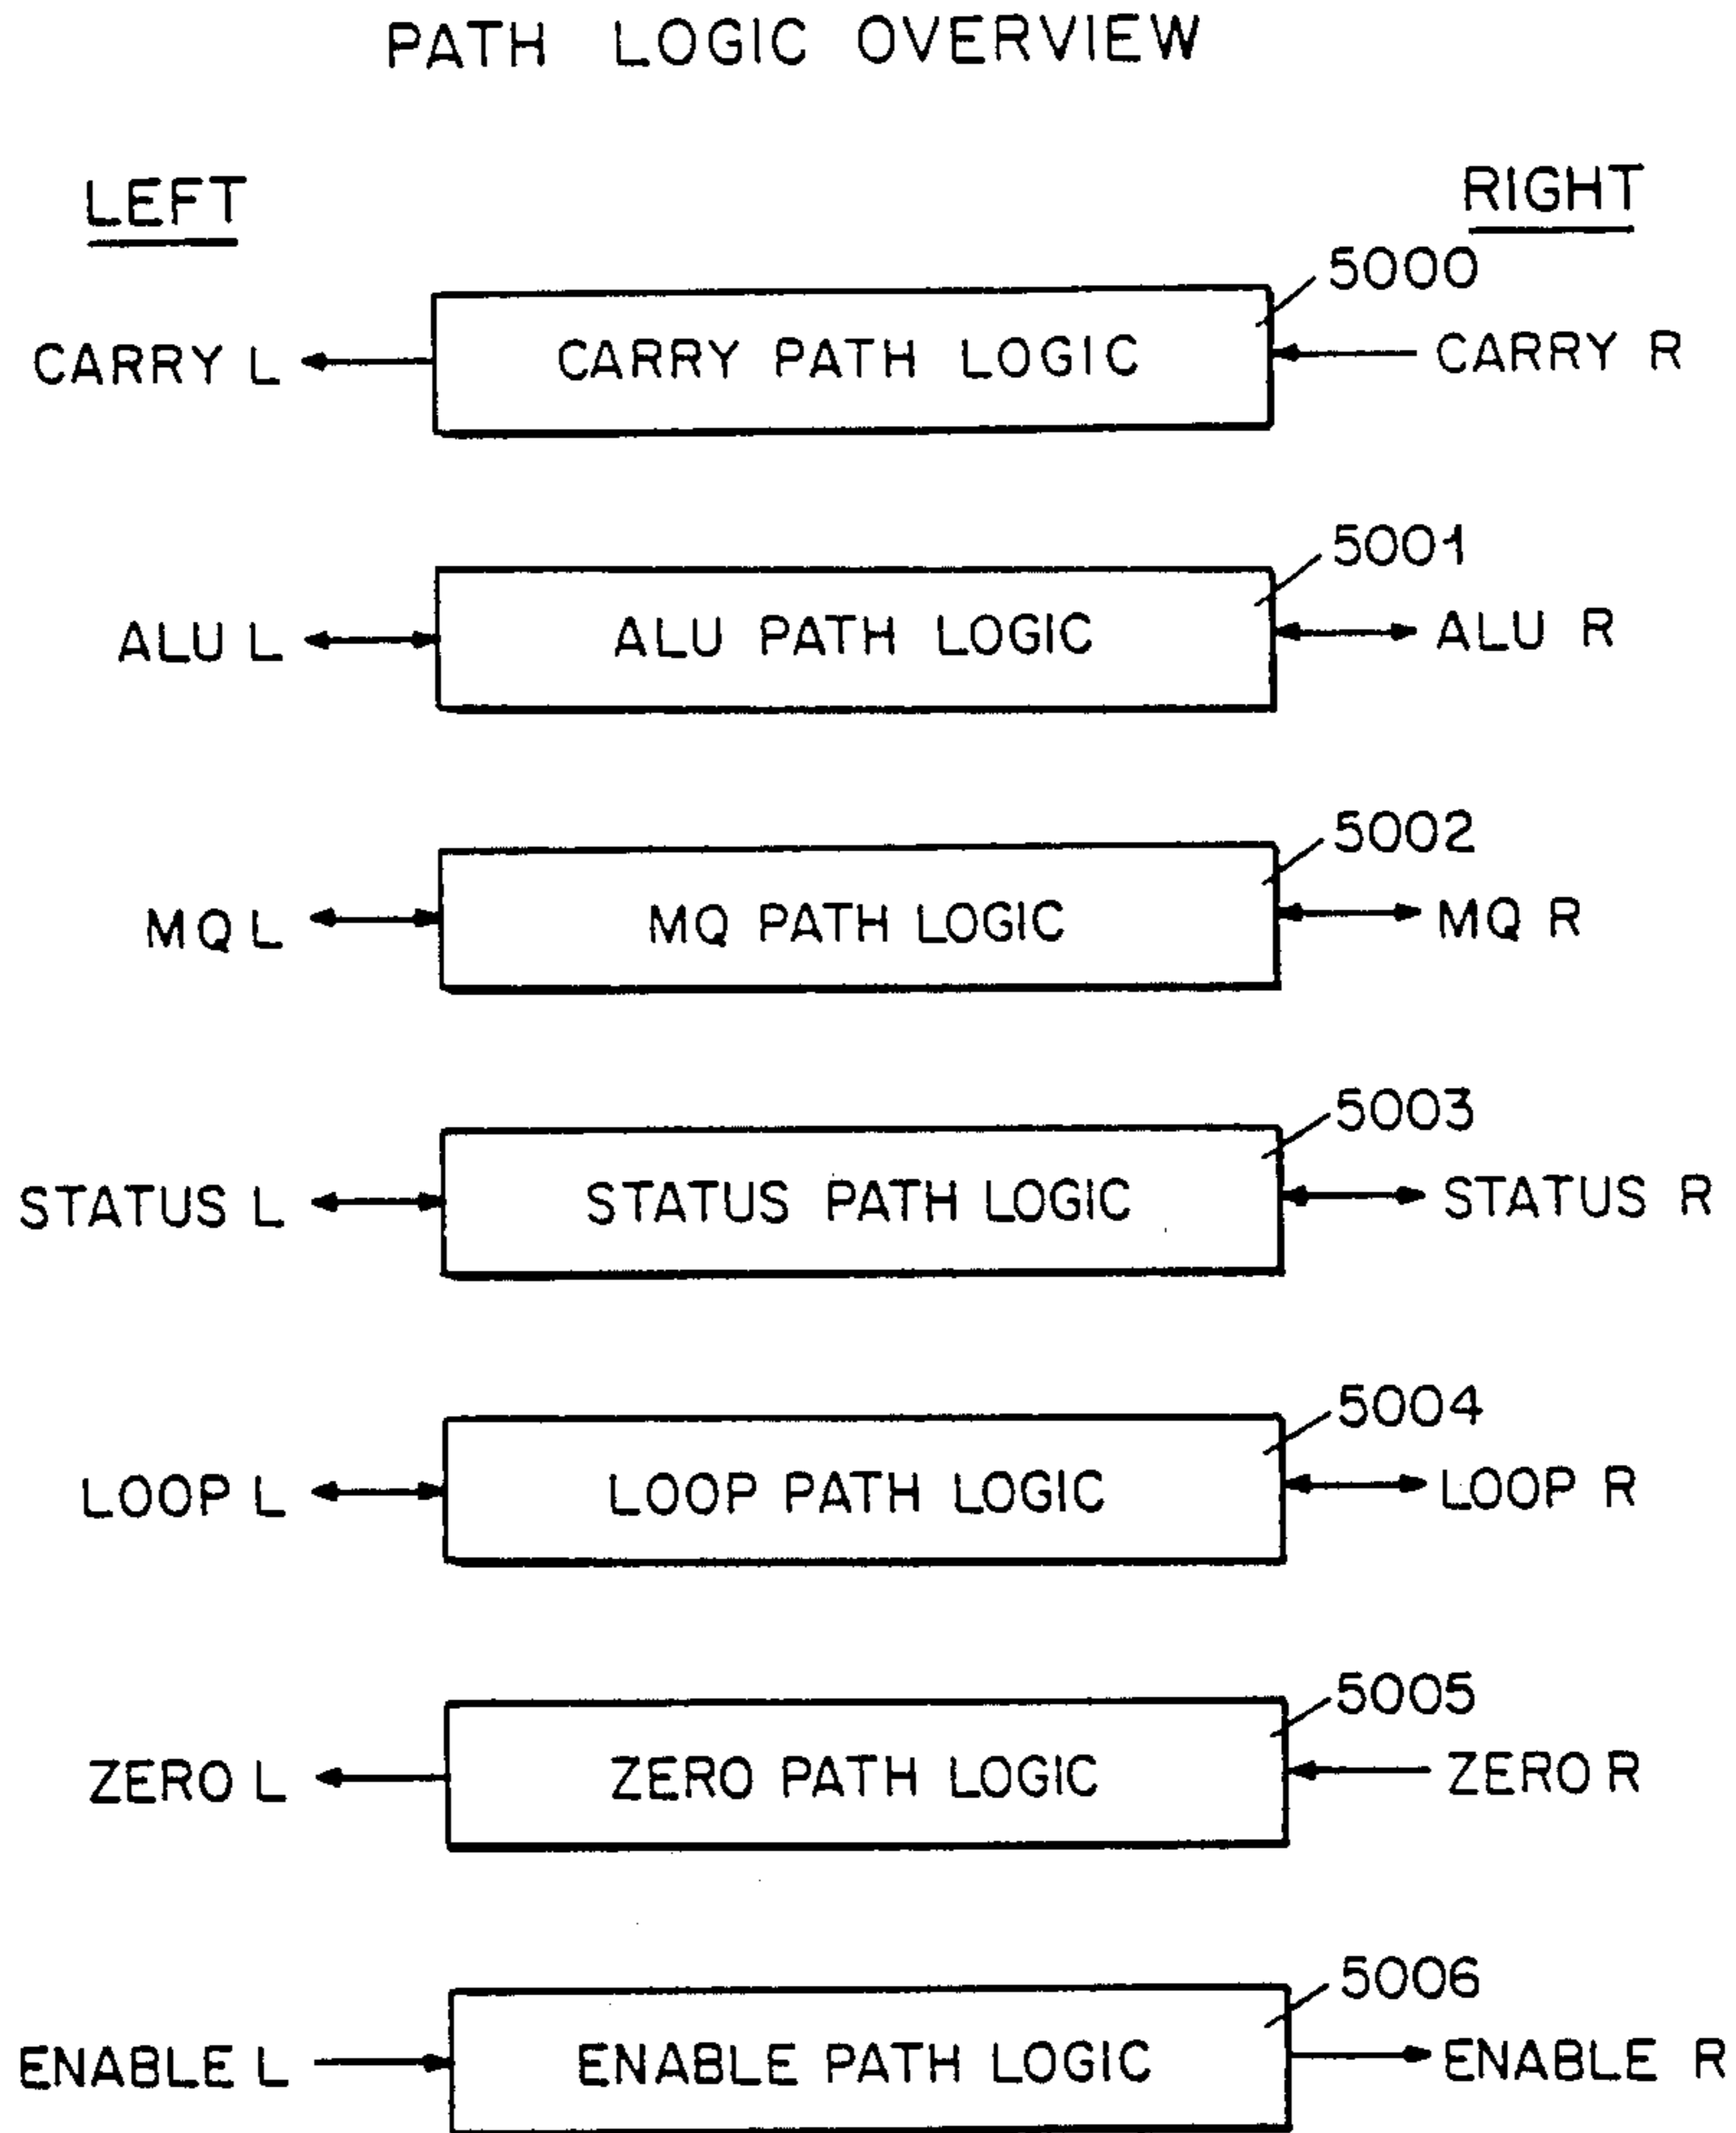 PATH LOGIC OVERVIEW
LEFT RIGHT
5000
CARRY L CARRY PATH LOGIC CARRY R
5001
ALU L ALU PATH LOGIC ALU R
5002
MQ L MQ PATH LOGIC MQ R
5003
STATUS L STATUS PATH LOGIC STATUS R
5004
LOOP L LOOP PATH LOGIC LOOP R
5005
ZERO L ZERO PATH LOGIC ZERO R
5006
ENABLE L ENABLE PATH LOGIC ENABLE R